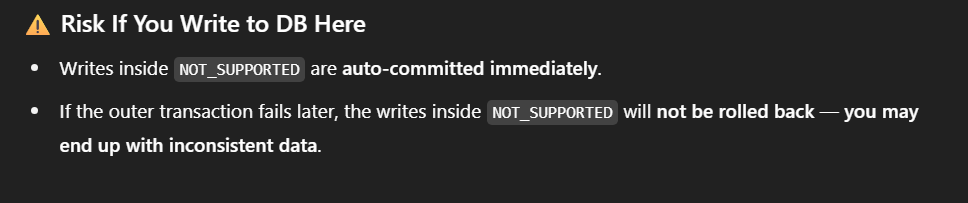 ⚠ Risk If You Write to DB Here
• Writes inside NOT_SUPPORTED are auto-committed immediately.
• If the outer transaction fails later, the writes inside NOT_SUPPORTED will not be rolled back — you may
end up with inconsistent data.